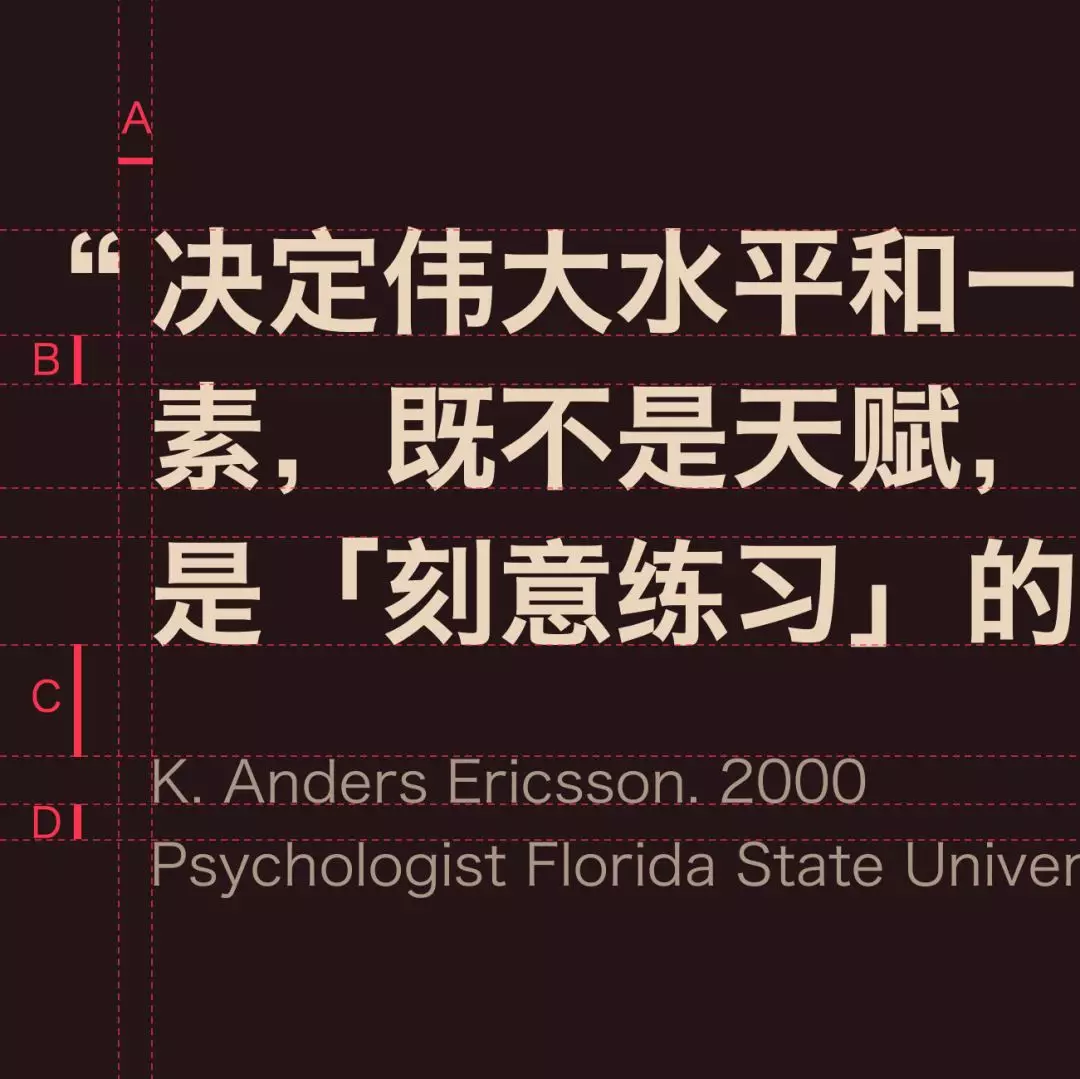 A
“决定伟大水平和一
B
素，既不是天赋，
是「刻意练习」的
C
K. Anders Ericsson. 2000
D
Psychologist Florida State Univer